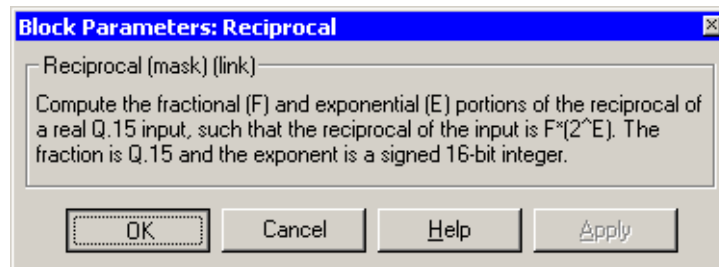 Block Parameters: Reciprocal
Reciprocal (mask) (link)
Compute the fractional (F) and exponential (E) portions of the reciprocal of
a real Q.15 input, such that the reciprocal of the input is F*(2^E). The
fraction is Q.15 and the exponent is a signed 16-bit integer.
OK Cancel Help Apply